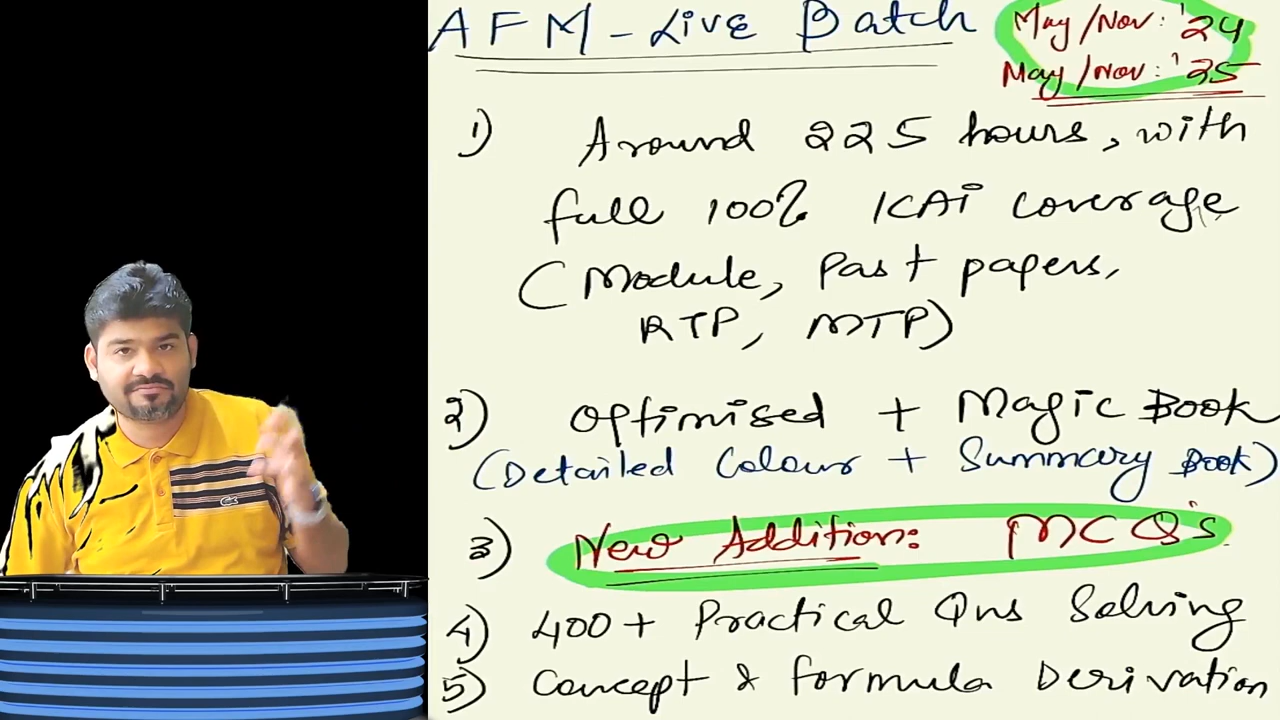 AFM - Live Batch
May/Nov: '24
May/Nov: '25
1) Around 225 hours, with
full 100% ICAI coverage
(Module, Past papers,
RTP, MTP)
2) Optimised + Magic Book
(Detailed Colour + Summary Book)
3) New Addition: MCQ's
4) 400+ Practical Qns Solving
5) Concept & formula Derivation